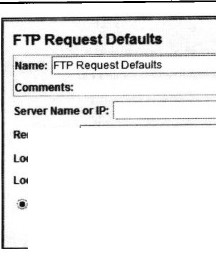 FTP Request Defaults
Name: FTP Request Defaults
Comments:
Server Name or IP: